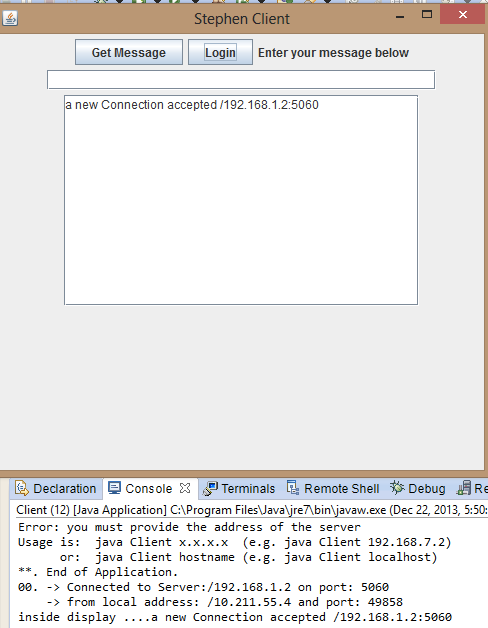 Stephen Client
Get Message Login Enter your message below
a new Connection accepted /192.168.1.2:5060
Declaration Console Terminals Remote Shell Debug Re
Client (12) [Java Application] C:\Program Files\Java\jre7\bin\javaw.exe (Dec 22, 2013, 5:50:
Error: you must provide the address of the server
Usage is:  java Client x.x.x.x  (e.g. java Client 192.168.7.2)
      or:  java Client hostname (e.g. java Client localhost)
**. End of Application.
00. -> Connected to Server:/192.168.1.2 on port: 5060
    -> from local address: /10.211.55.4 and port: 49858
inside display ....a new Connection accepted /192.168.1.2:5060